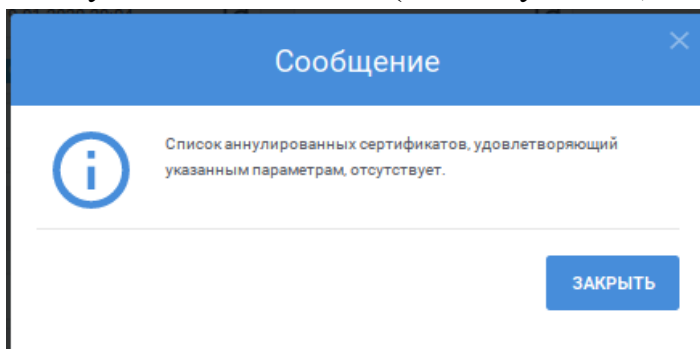 Сообщение
Список аннулированных сертификатов, удовлетворяющий
указанным параметрам, отсутствует.
ЗАКРЫТЬ